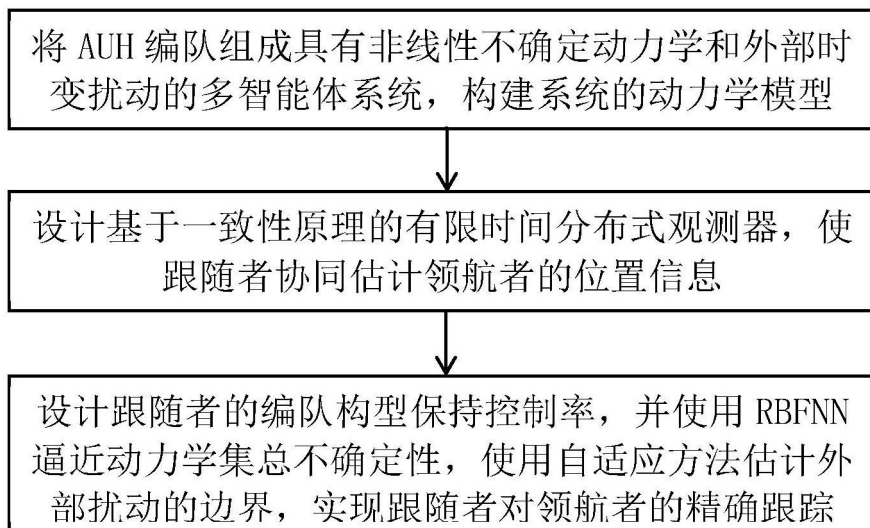 将 AUH 编队组成具有非线性不确定动力学和外部时
变扰动的多智能体系统，构建系统的动力学模型
设计基于一致性原理的有限时间分布式观测器，使
跟随者协同估计领航者的位置信息
设计跟随者的编队构型保持控制率，并使用 RBFNN
逼近动力学集总不确定性，使用自适应方法估计外
部扰动的边界，实现跟随者对领航者的精确跟踪